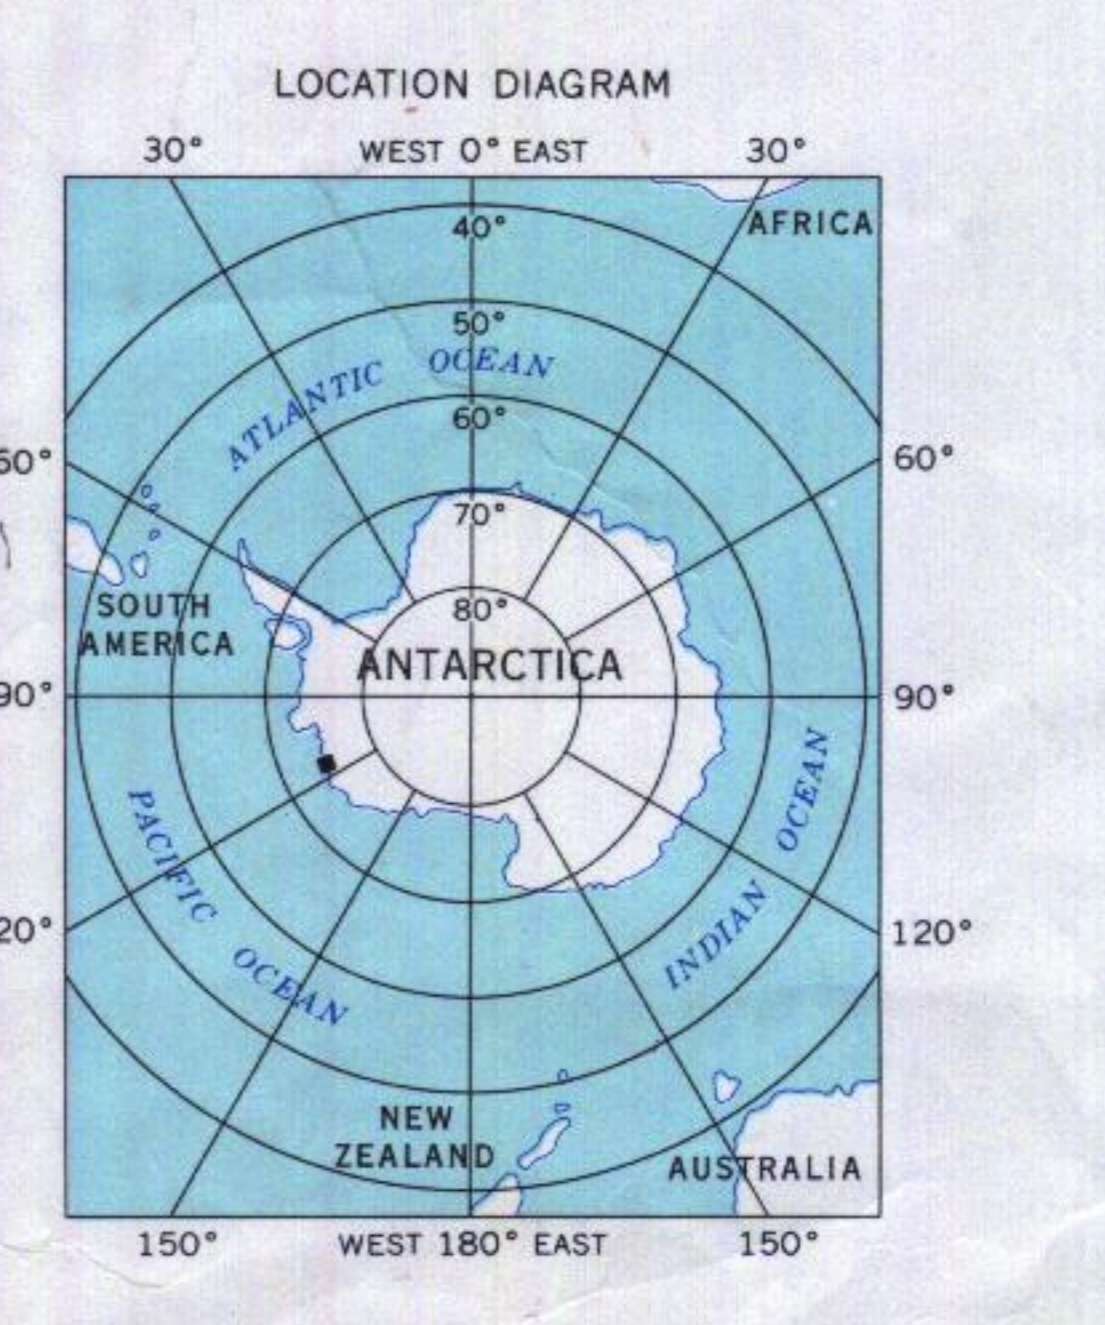 LOCATION DIAGRAM
30° WEST 0° EAST 30°
AFRICA
40°
50°
ATLANTIC OCEAN
60°
60°
70°
80°
SOUTH
AMERICA
ANTARCTICA
90° 90°
PACIFIC
OCEAN
INDIAN
OCEAN
20° 120°
NEW
ZEALAND
AUSTRALIA
150° WEST 180° EAST 150°